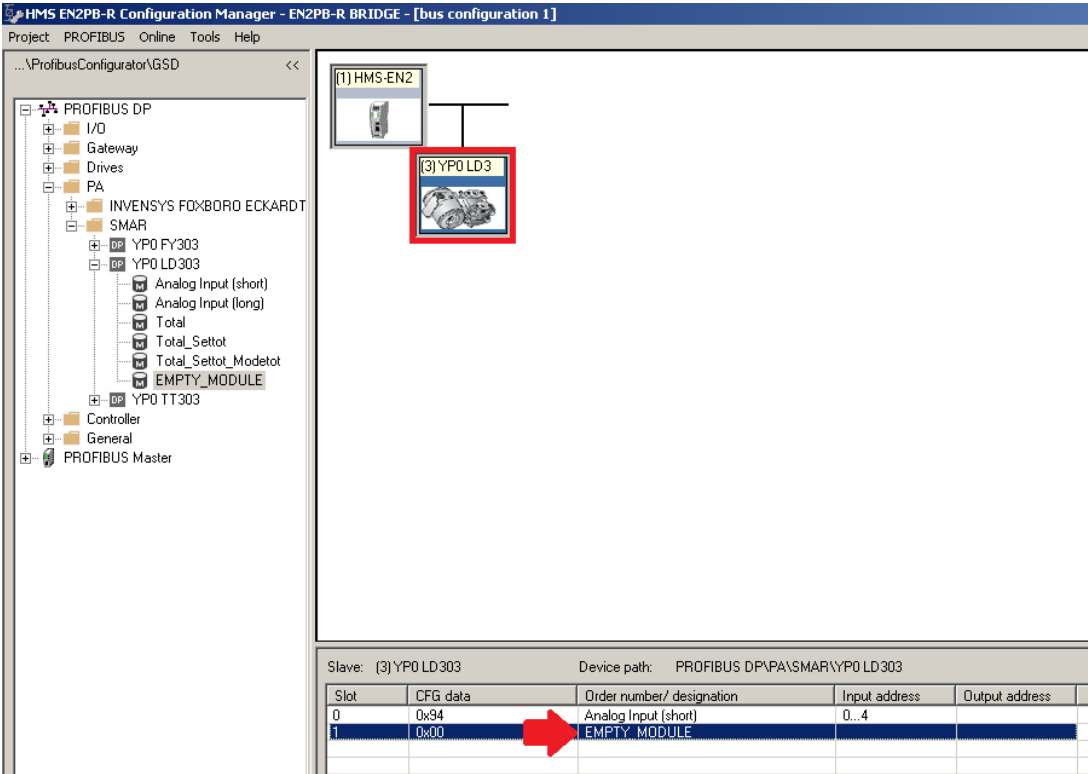 HMS EN2PB-R Configuration Manager - EN2PB-R BRIDGE - [bus configuration 1]
Project PROFIBUS Online Tools Help
...\ProfibusConfigurator\GSD <<
PROFIBUS DP
I/O
Gateway
Drives
PA
INVENSYS FOXBORO ECKARDT
SMAR
DP YP0 FY303
DP YP0 LD303
M Analog Input (short)
M Analog Input (long)
M Total
M Total_Settot
M Total_Settot_Modetot
M EMPTY_MODULE
DP YP0 TT303
Controller
General
PROFIBUS Master
(1) HMS-EN2
(3) YP0 LD3
Slave: (3) YP0 LD303 Device path: PROFIBUS DP\PA\SMAR\YP0 LD303
Slot CFG data Order number/ designation Input address Output address
0 0x94 Analog Input (short) 0...4
1 0x00 EMPTY_MODULE